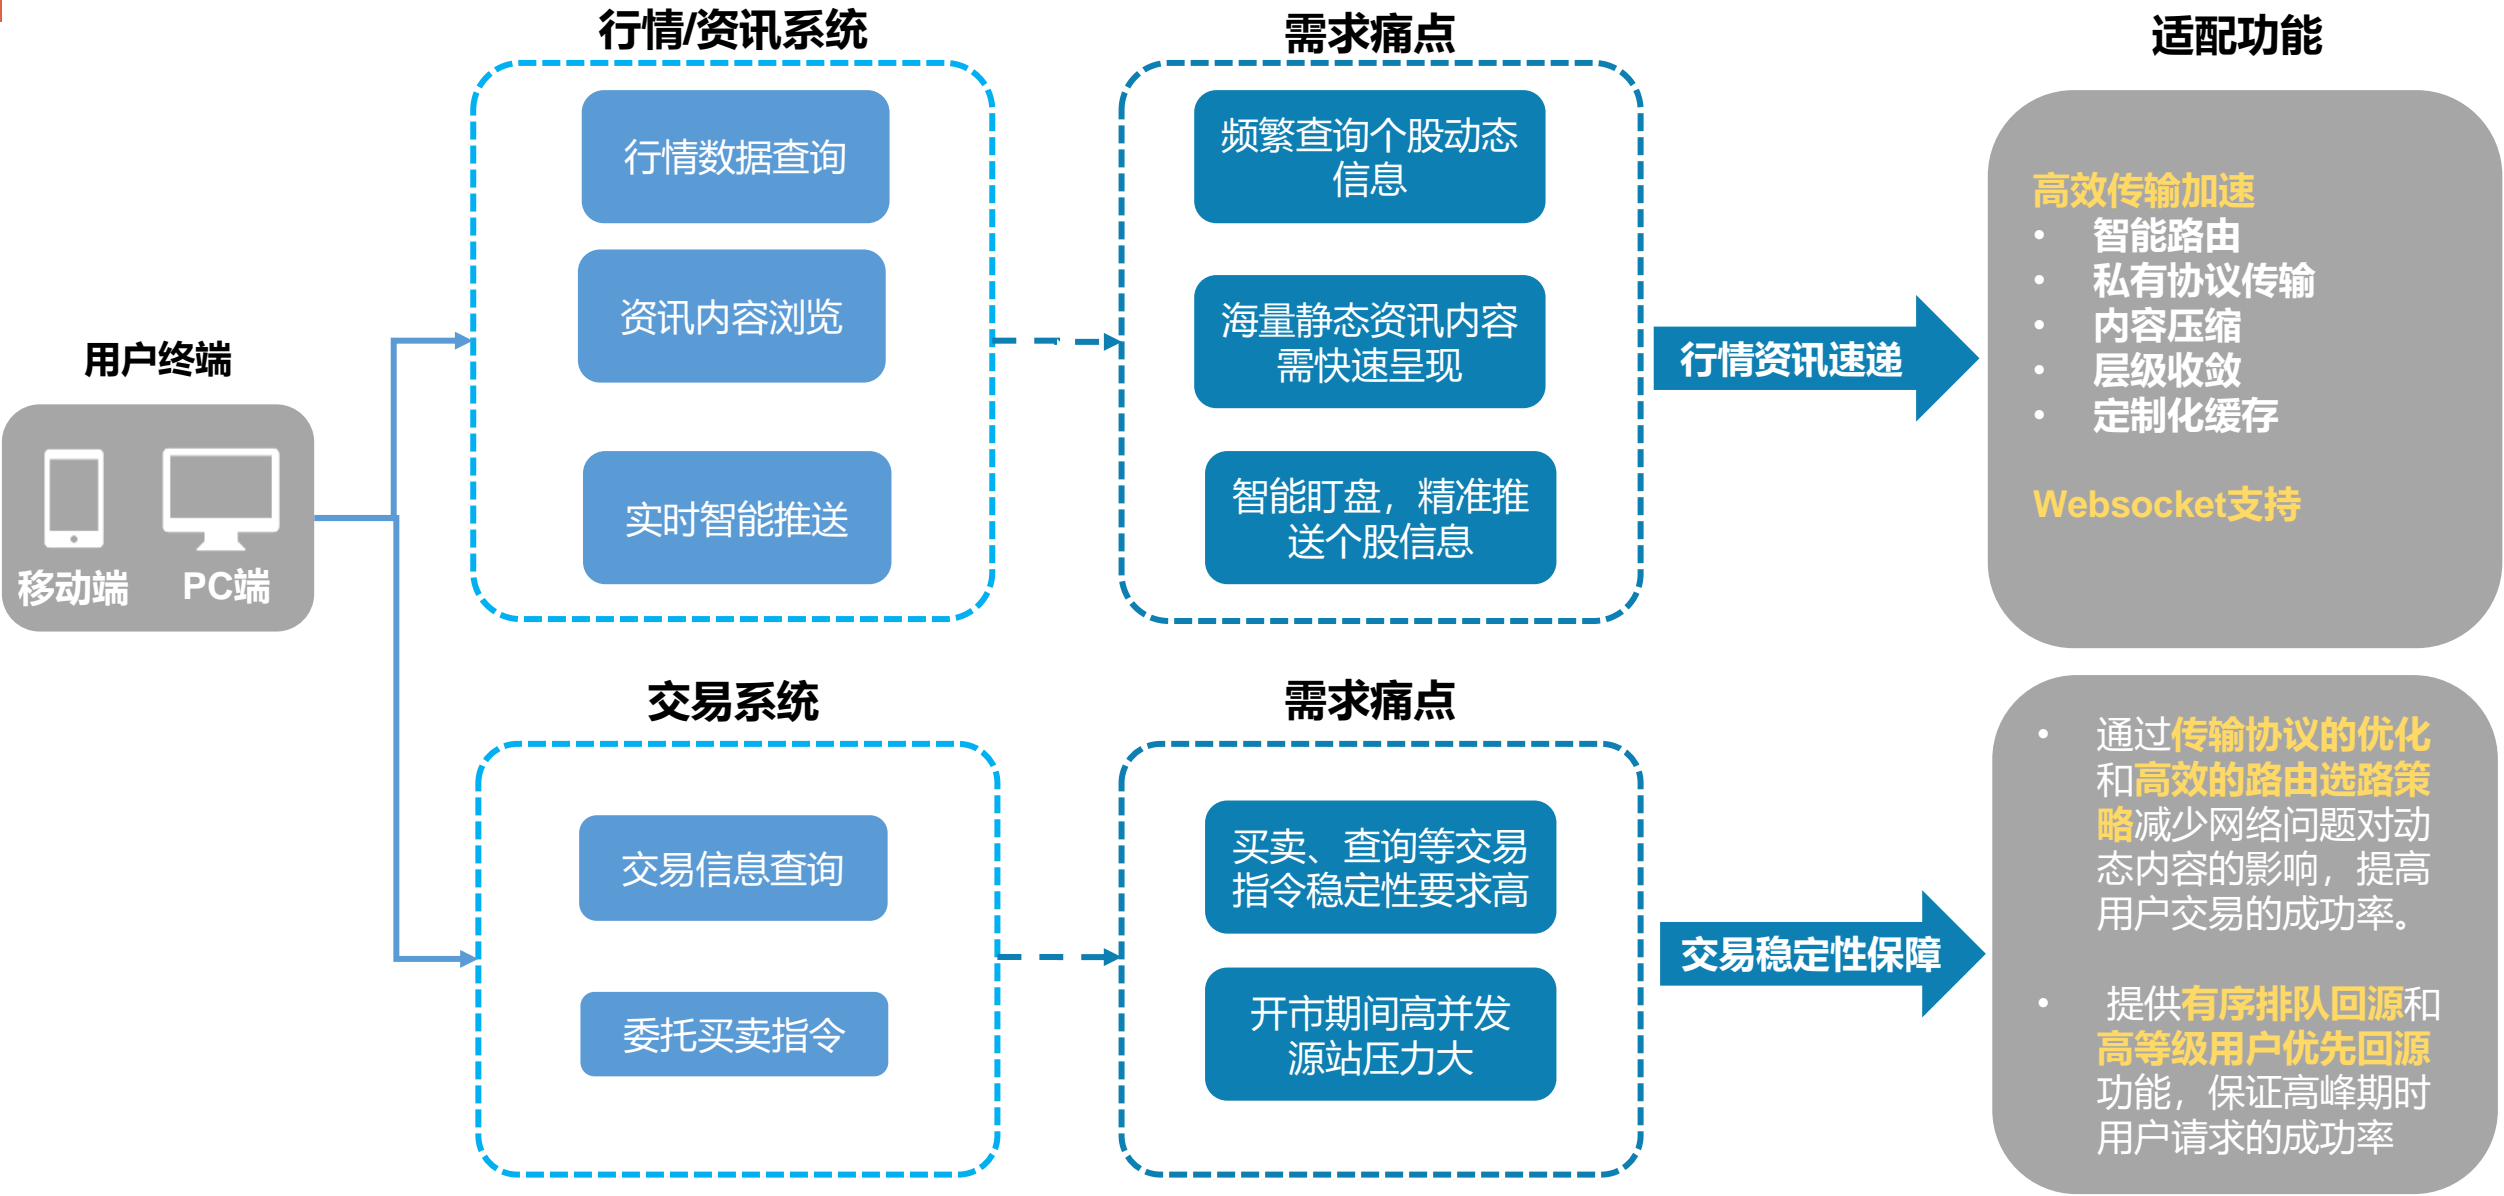 用户终端
移动端
PC端
行情/资讯系统
行情数据查询
资讯内容浏览
实时智能推送
需求痛点
频繁查询个股动态
信息
海量静态资讯内容
需快速呈现
智能盯盘，精准推
送个股信息
行情资讯速递
适配功能
高效传输加速
• 智能路由
• 私有协议传输
• 内容压缩
• 层级收敛
• 定制化缓存
Websocket支持
交易系统
交易信息查询
委托买卖指令
需求痛点
买卖、查询等交易
指令稳定性要求高
开市期间高并发
源站压力大
交易稳定性保障
• 通过传输协议的优化
和高效的路由选路策
略减少网络问题对动
态内容的影响，提高
用户交易的成功率。
• 提供有序排队回源和
高等级用户优先回源
功能，保证高峰期时
用户请求的成功率